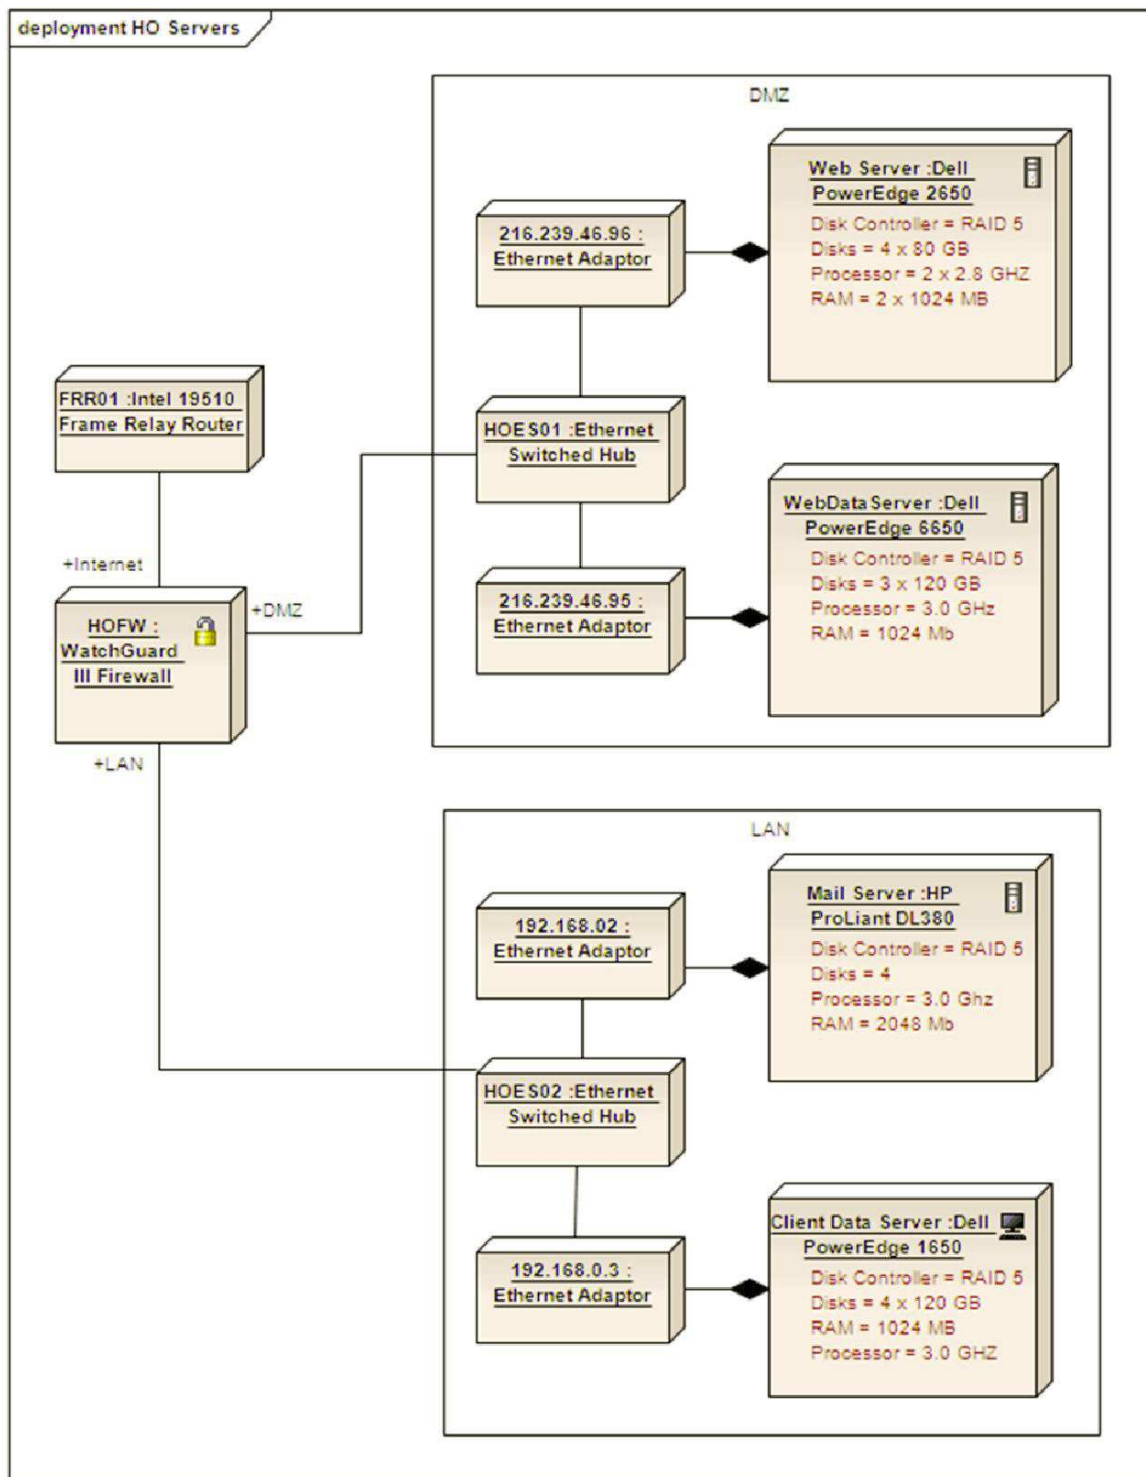 deployment HO Servers
DMZ
Web Server :Dell
PowerEdge 2650
Disk Controller = RAID 5
Disks = 4 x 80 GB
Processor = 2 x 2.8 GHZ
RAM = 2 x 1024 MB
216.239.46.96 :
Ethernet Adaptor
FRR01 :Intel 19510
Frame Relay Router
HOES01 :Ethernet
Switched Hub
WebDataServer :Dell
PowerEdge 6650
Disk Controller = RAID 5
Disks = 3 x 120 GB
Processor = 3.0 GHz
RAM = 1024 Mb
+Internet
+DMZ
216.239.46.95 :
Ethernet Adaptor
HOFW :
WatchGuard
III Firewall
+LAN
LAN
Mail Server :HP
ProLiant DL380
Disk Controller = RAID 5
Disks = 4
Processor = 3.0 Ghz
RAM = 2048 Mb
192.168.02 :
Ethernet Adaptor
HOES02 :Ethernet
Switched Hub
Client Data Server :Dell
PowerEdge 1650
Disk Controller = RAID 5
Disks = 4 x 120 GB
RAM = 1024 MB
Processor = 3.0 GHZ
192.168.0.3 :
Ethernet Adaptor